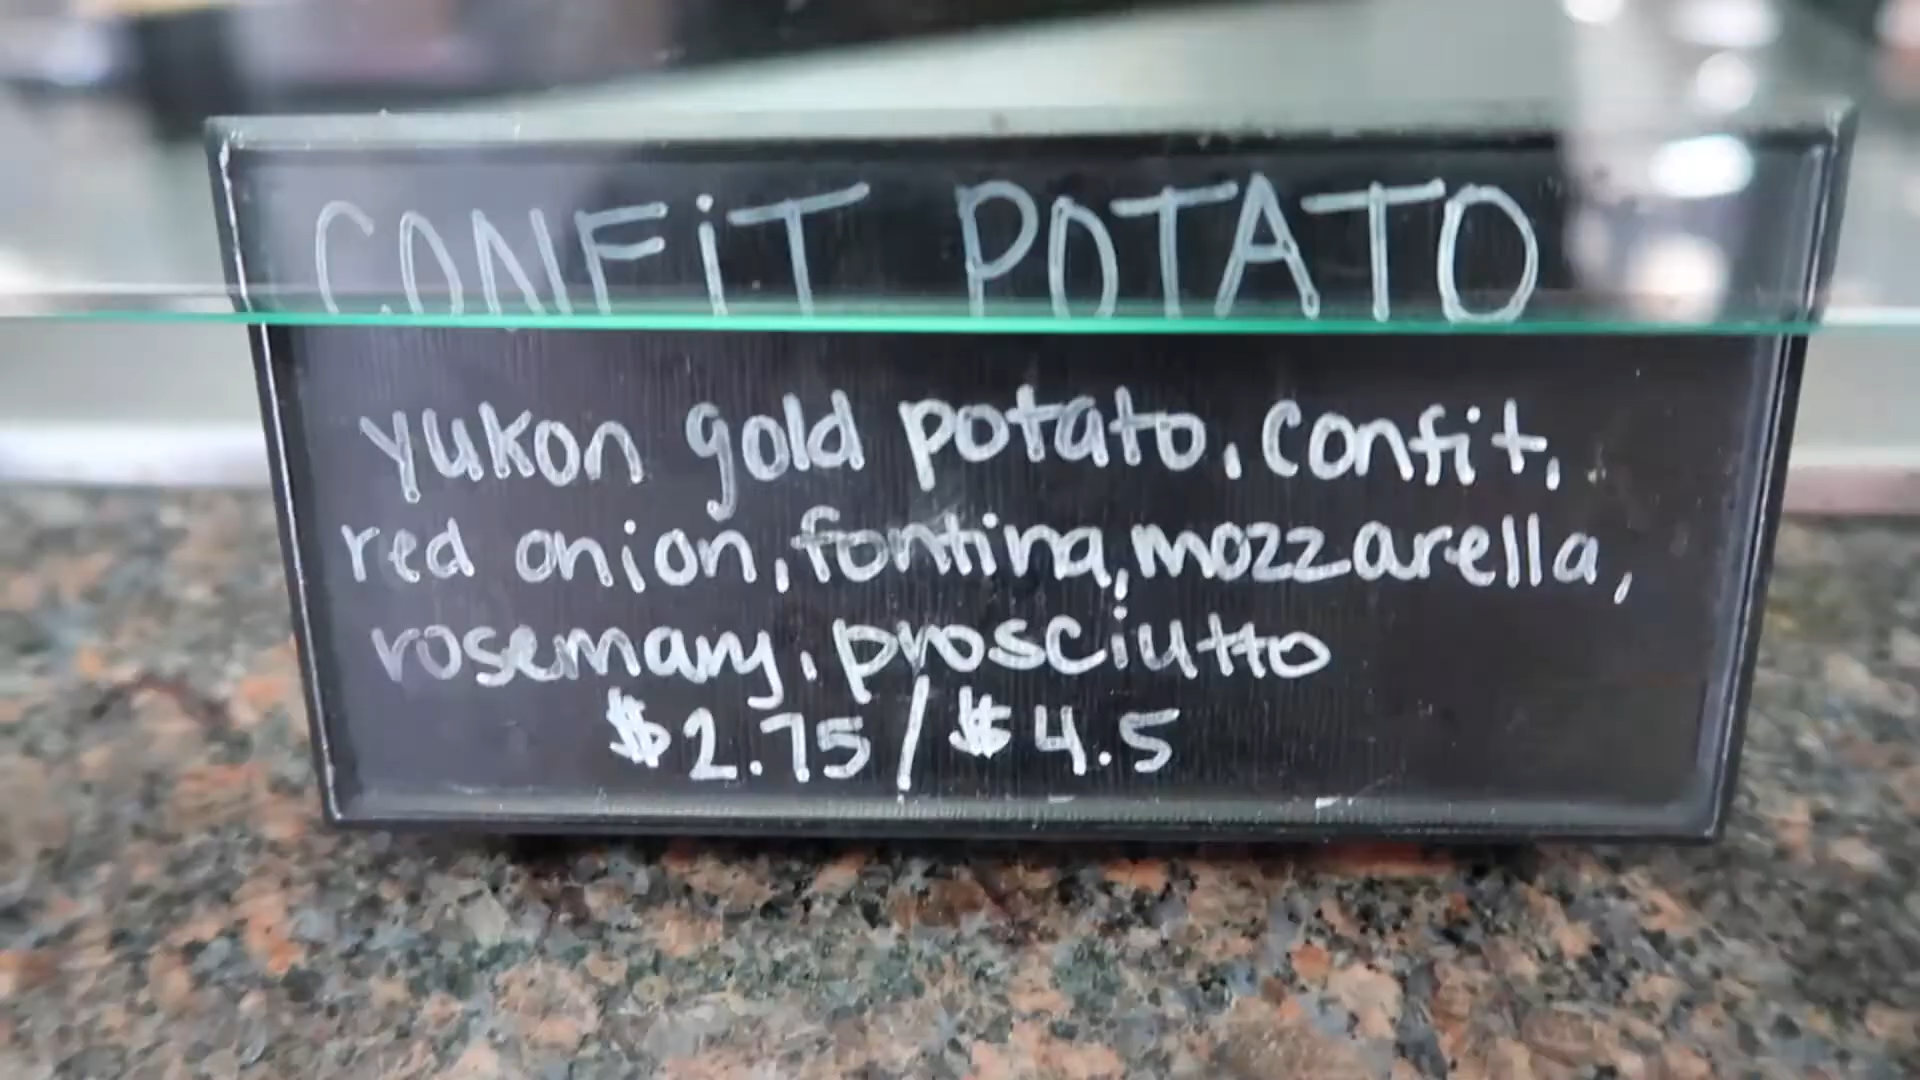 CONFiT POTATO
yukon gold potato, confit,
red onion, fontina, mozzarella,
rosemary, prosciutto
$2.75/$4.5